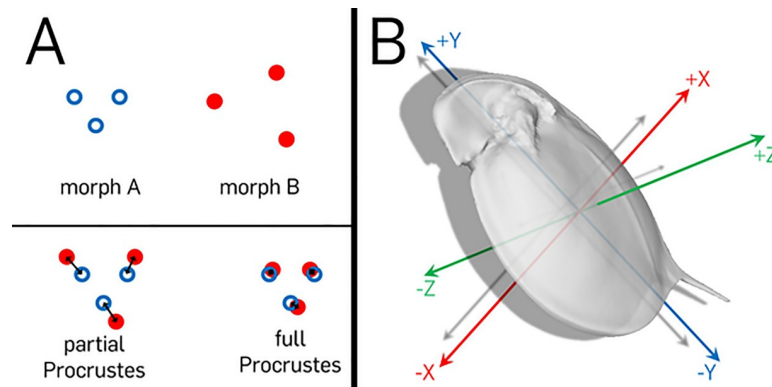 A
morph A
morph B
partial
Procrustes
full
Procrustes
B
+Y
+X
+Z
-Z
-X
-Y